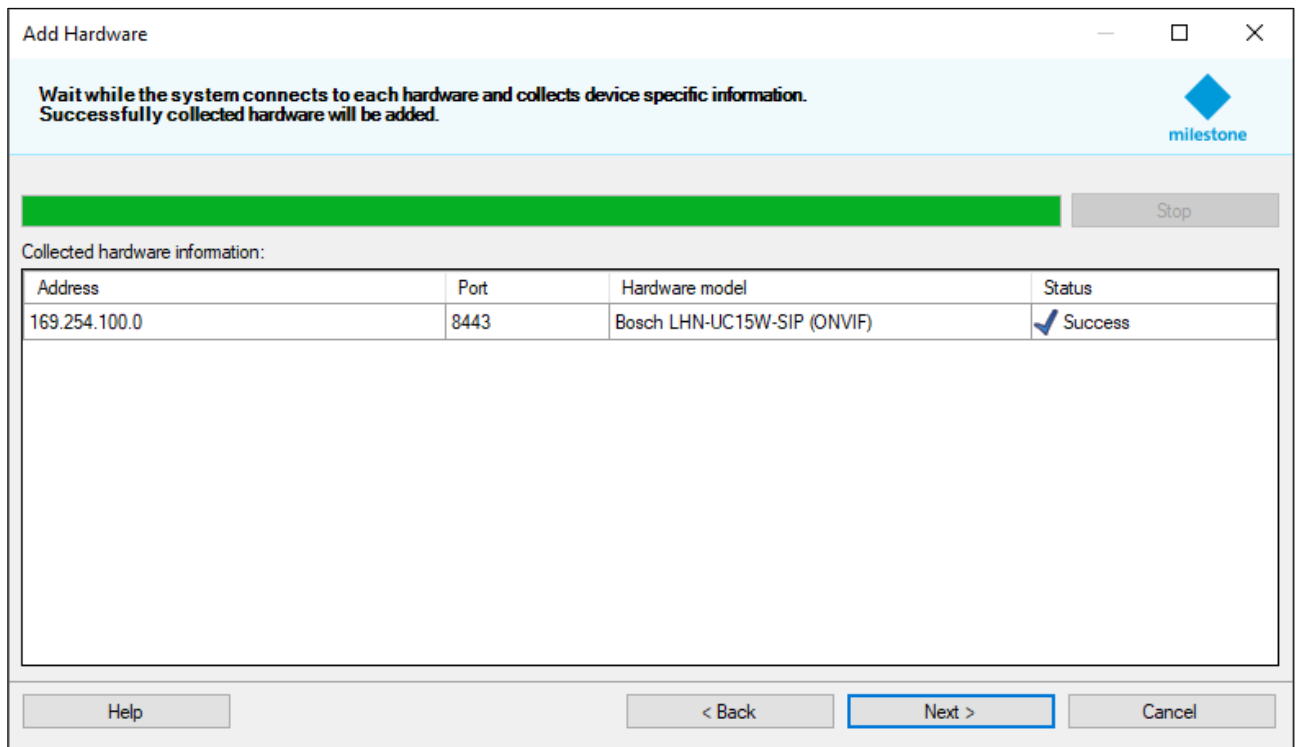 Add Hardware
Wait while the system connects to each hardware and collects device specific information.
Successfully collected hardware will be added.
milestone
Stop
Collected hardware information:
Address Port Hardware model Status
169.254.100.0 8443 Bosch LHN-UC15W-SIP (ONVIF) Success
Help < Back Next > Cancel